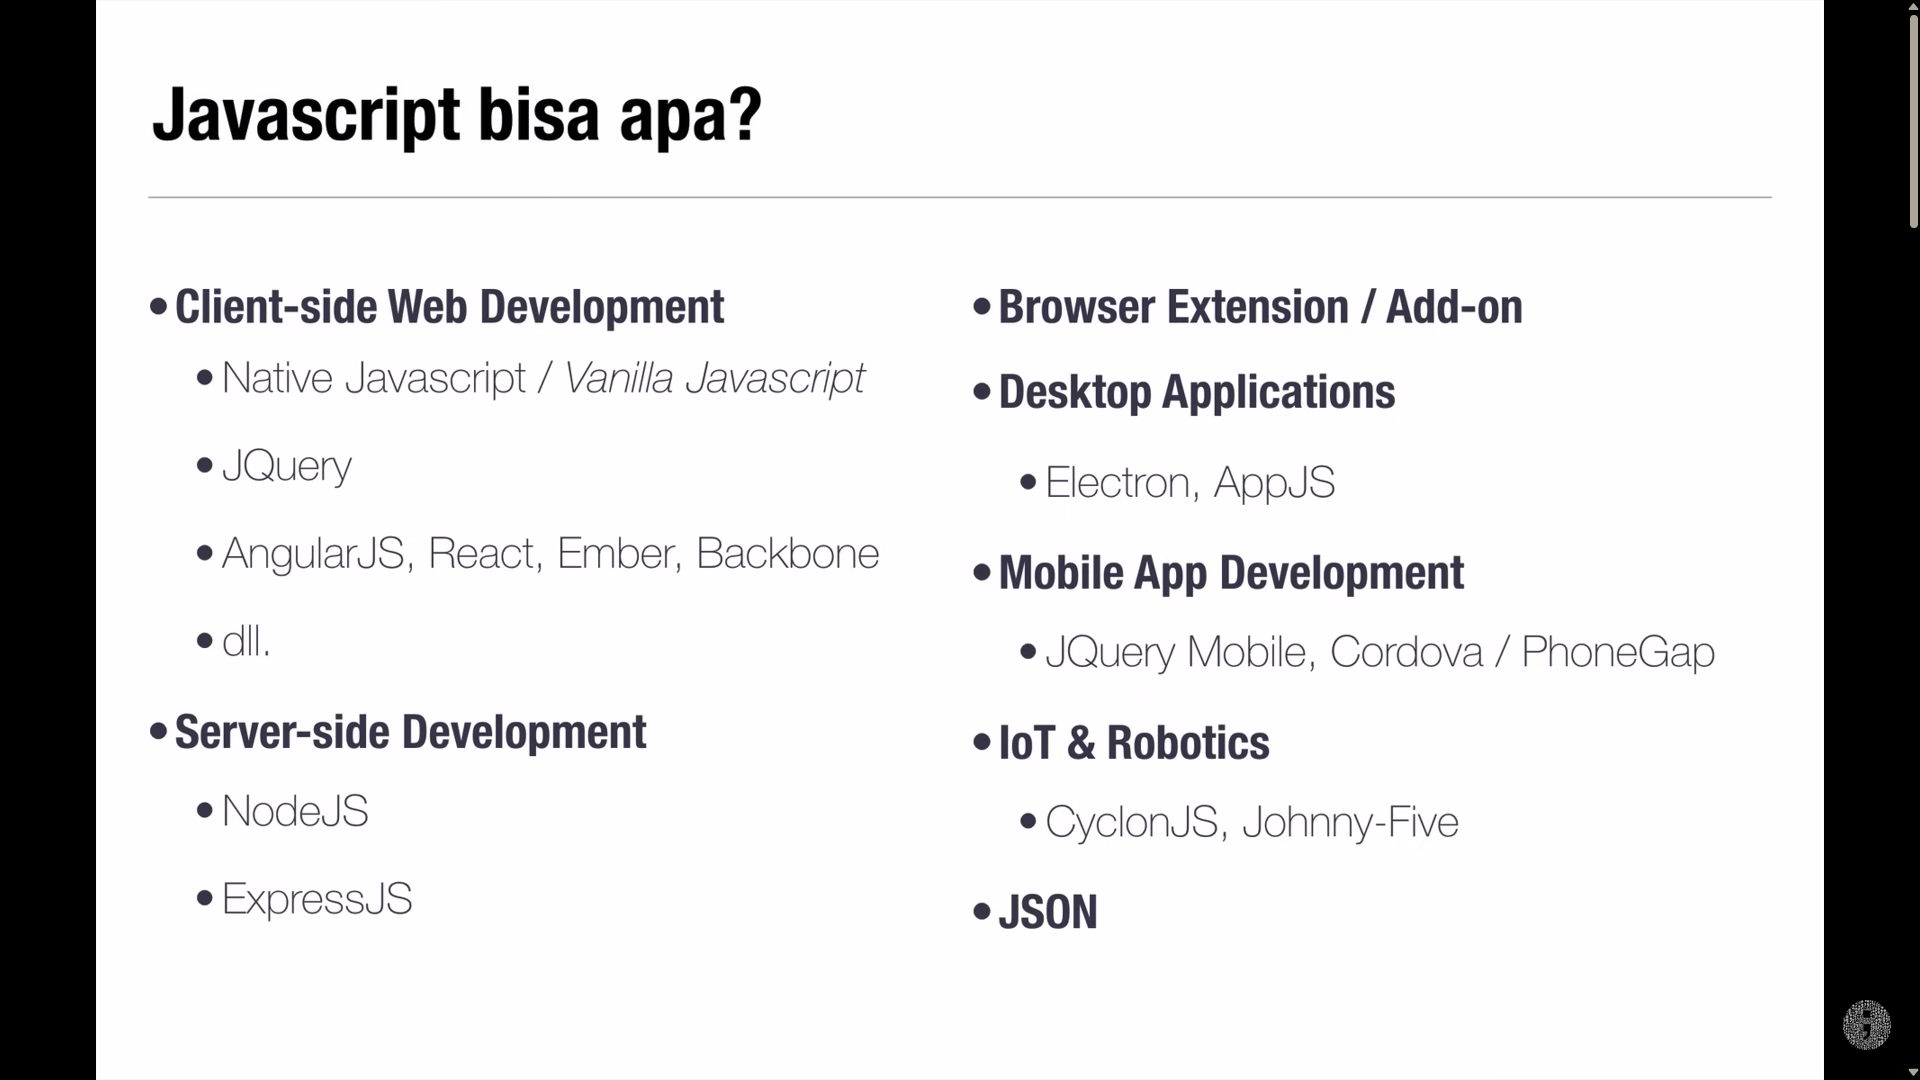 Javascript bisa apa?
•Client-side Web Development
•Native Javascript / Vanilla Javascript
•JQuery
•AngularJS, React, Ember, Backbone
•dll.
•Server-side Development
•NodeJS
•ExpressJS
•Browser Extension / Add-on
•Desktop Applications
•Electron, AppJS
•Mobile App Development
•JQuery Mobile, Cordova / PhoneGap
•IoT & Robotics
•CyclonJS, Johnny-Five
•JSON